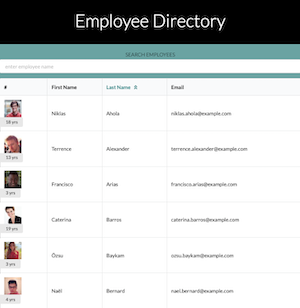 Employee Directory
SEARCH EMPLOYEES
enter employee name
# First Name Last Name Email
18 yrs
Niklas Ahola niklas.ahola@example.com
13 yrs
Terrence Alexander terrence.alexander@example.com
3 yrs
Francisco Arias francisco.arias@example.com
19 yrs
Caterina Barros caterina.barros@example.com
3 yrs
Özsu Baykam ozsu.baykam@example.com
4 yrs
Naël Bernard nael.bernard@example.com